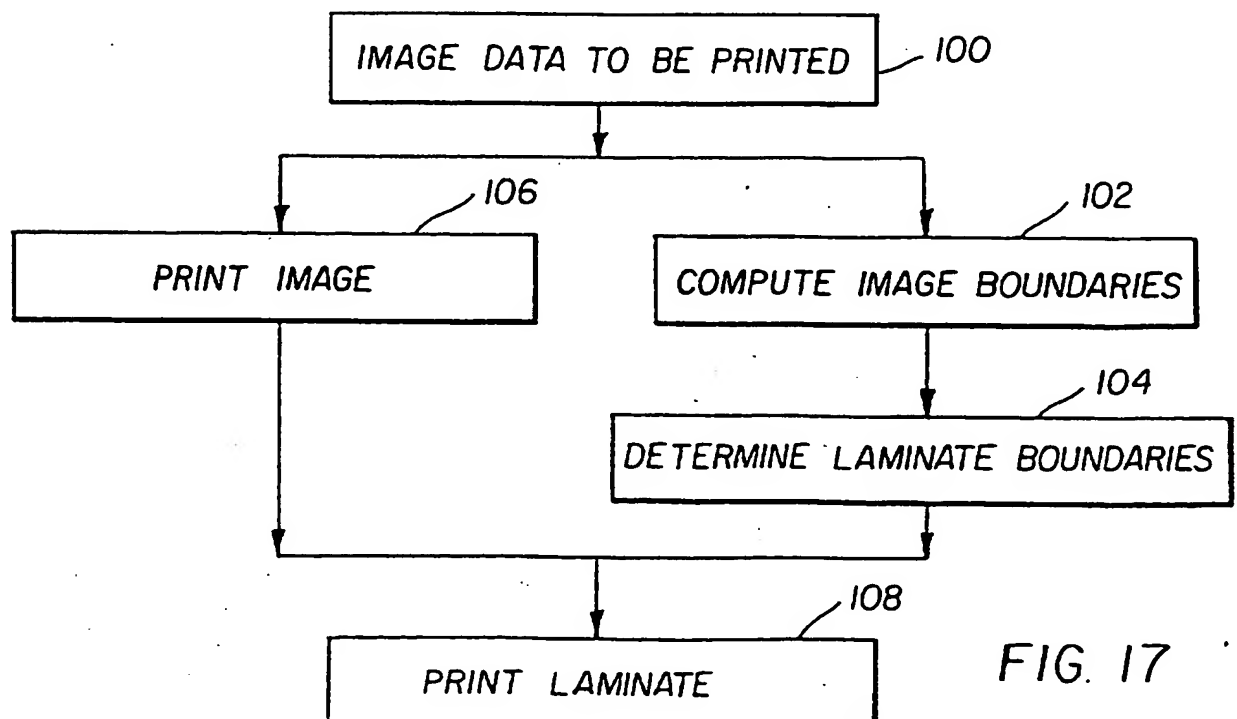 IMAGE DATA TO BE PRINTED
100
106
102
PRINT IMAGE
COMPUTE IMAGE BOUNDARIES
104
DETERMINE LAMINATE BOUNDARIES
108
PRINT LAMINATE
FIG. 17